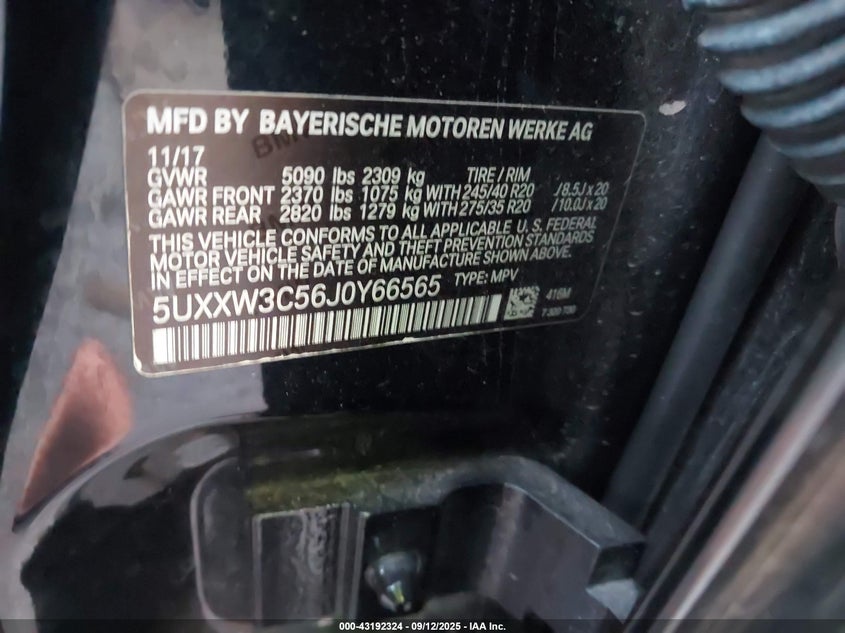 MFD BY BAYERISCHE MOTOREN WERKE AG
11/17
GVWR 5090 lbs 2309 kg TIRE / RIM
GAWR FRONT 2370 lbs 1075 kg WITH 245/40 R20 / 8.5J x 20
GAWR REAR 2820 lbs 1279 kg WITH 275/35 R20 / 10.0J x 20
THIS VEHICLE CONFORMS TO ALL APPLICABLE U. S. FEDERAL
MOTOR VEHICLE SAFETY AND THEFT PREVENTION STANDARDS
IN EFFECT ON THE DATE OF MANUFACTURE SHOWN ABOVE.
5UXXW3C56J0Y66565 TYPE: MPV
416M
000-43192324 - 09/12/2025 - IAA Inc.